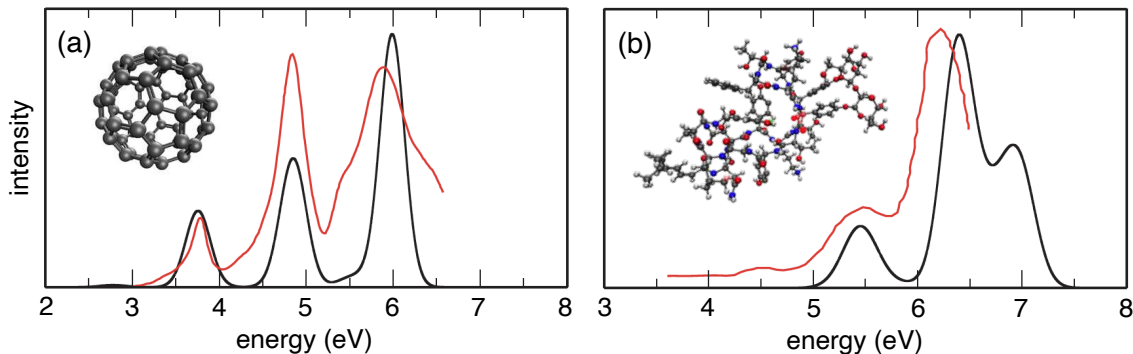 (a)
intensity
2 3 4 5 6 7 8
energy (eV)
(b)
3 4 5 6 7 8
energy (eV)